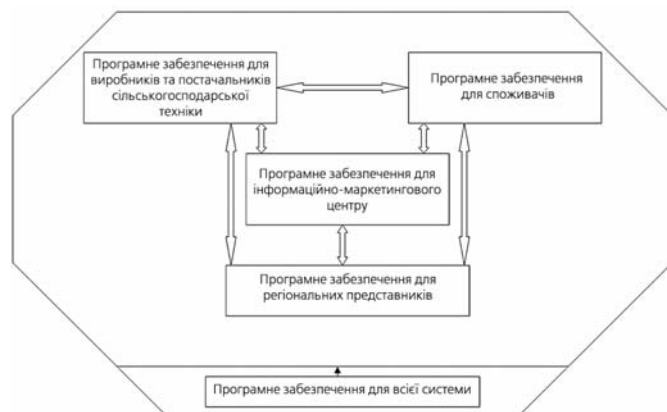 Програмне забезпечення для
виробників та постачальників
сільськогосподарської
техніки
Програмне забезпечення
для споживачів
Програмне забезпечення для
інформаційно-маркетингового
центру
Програмне забезпечення для
регіональних представників
Програмне забезпечення для всієї системи